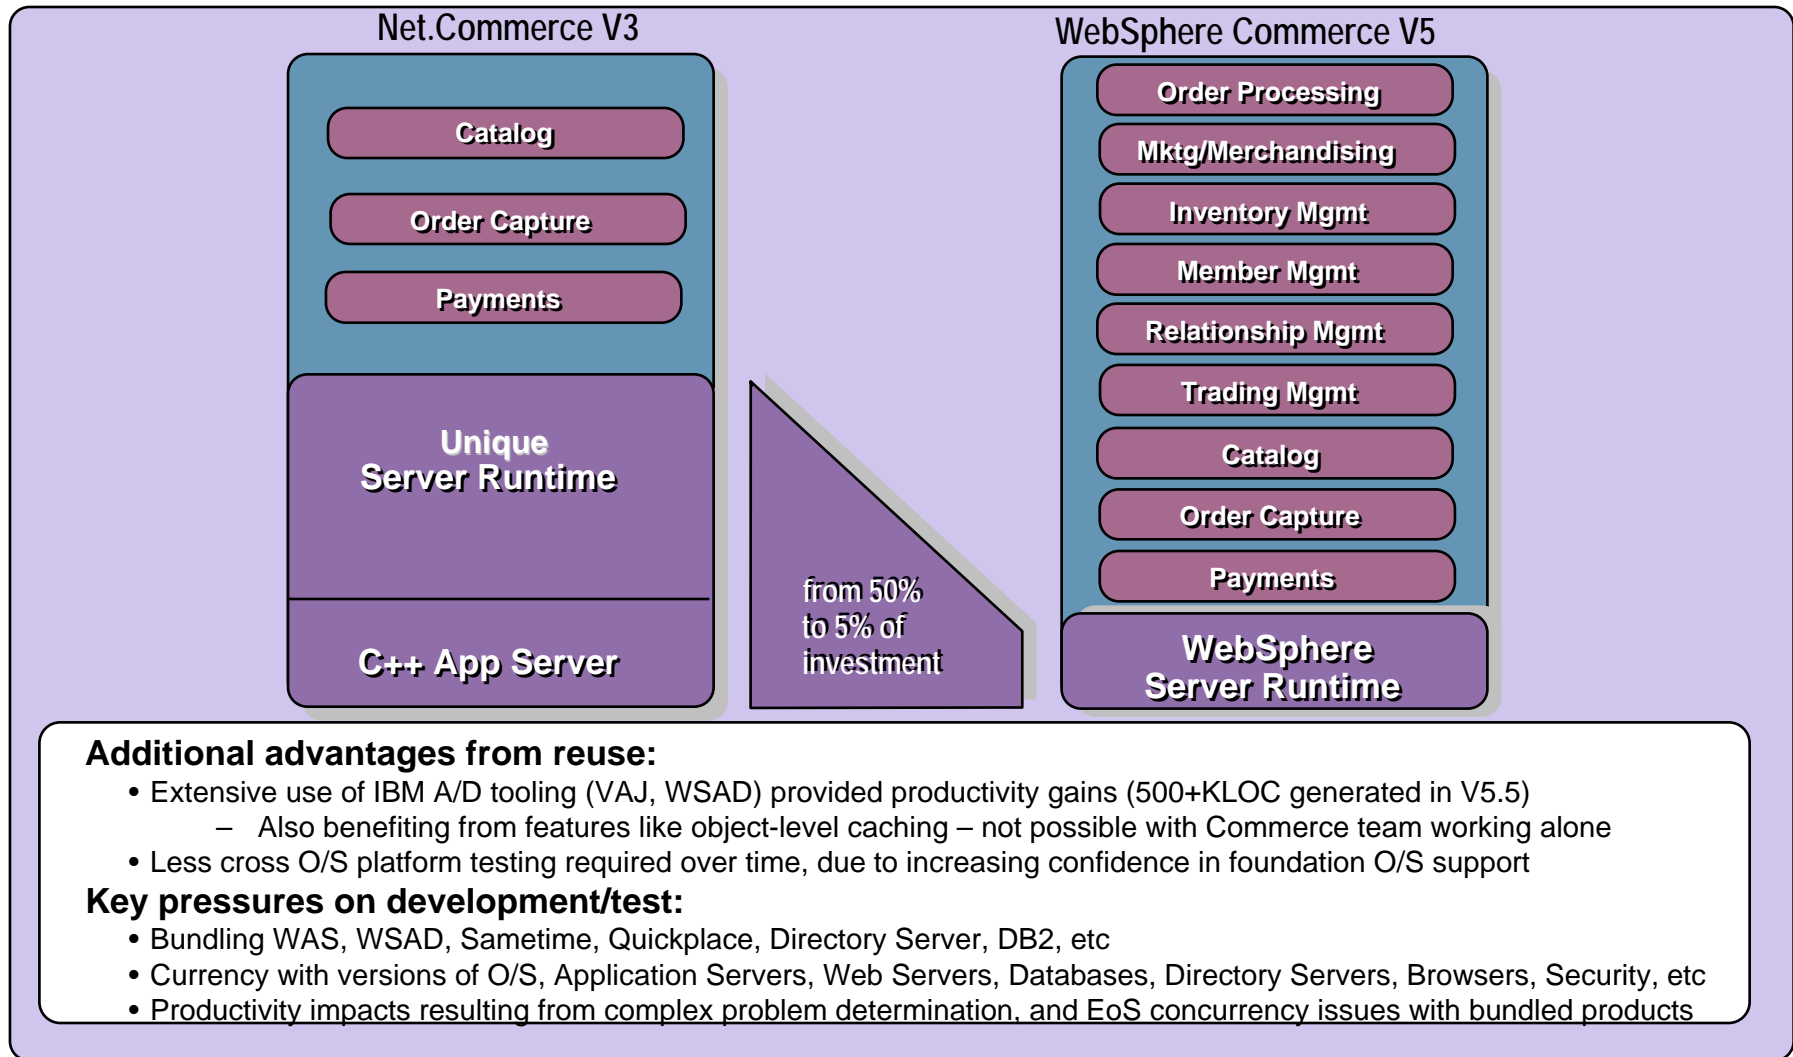 Net.Commerce V3
Catalog
Order Capture
Payments
Unique
Server Runtime
C++ App Server
from 50%
to 5% of
investment
WebSphere Commerce V5
Order Processing
Mktg/Merchandising
Inventory Mgmt
Member Mgmt
Relationship Mgmt
Trading Mgmt
Catalog
Order Capture
Payments
WebSphere
Server Runtime
Additional advantages from reuse:
• Extensive use of IBM A/D tooling (VAJ, WSAD) provided productivity gains (500+KLOC generated in V5.5)
– Also benefiting from features like object-level caching – not possible with Commerce team working alone
• Less cross O/S platform testing required over time, due to increasing confidence in foundation O/S support
Key pressures on development/test:
• Bundling WAS, WSAD, Sametime, Quickplace, Directory Server, DB2, etc
• Currency with versions of O/S, Application Servers, Web Servers, Databases, Directory Servers, Browsers, Security, etc
• Productivity impacts resulting from complex problem determination, and EoS concurrency issues with bundled products